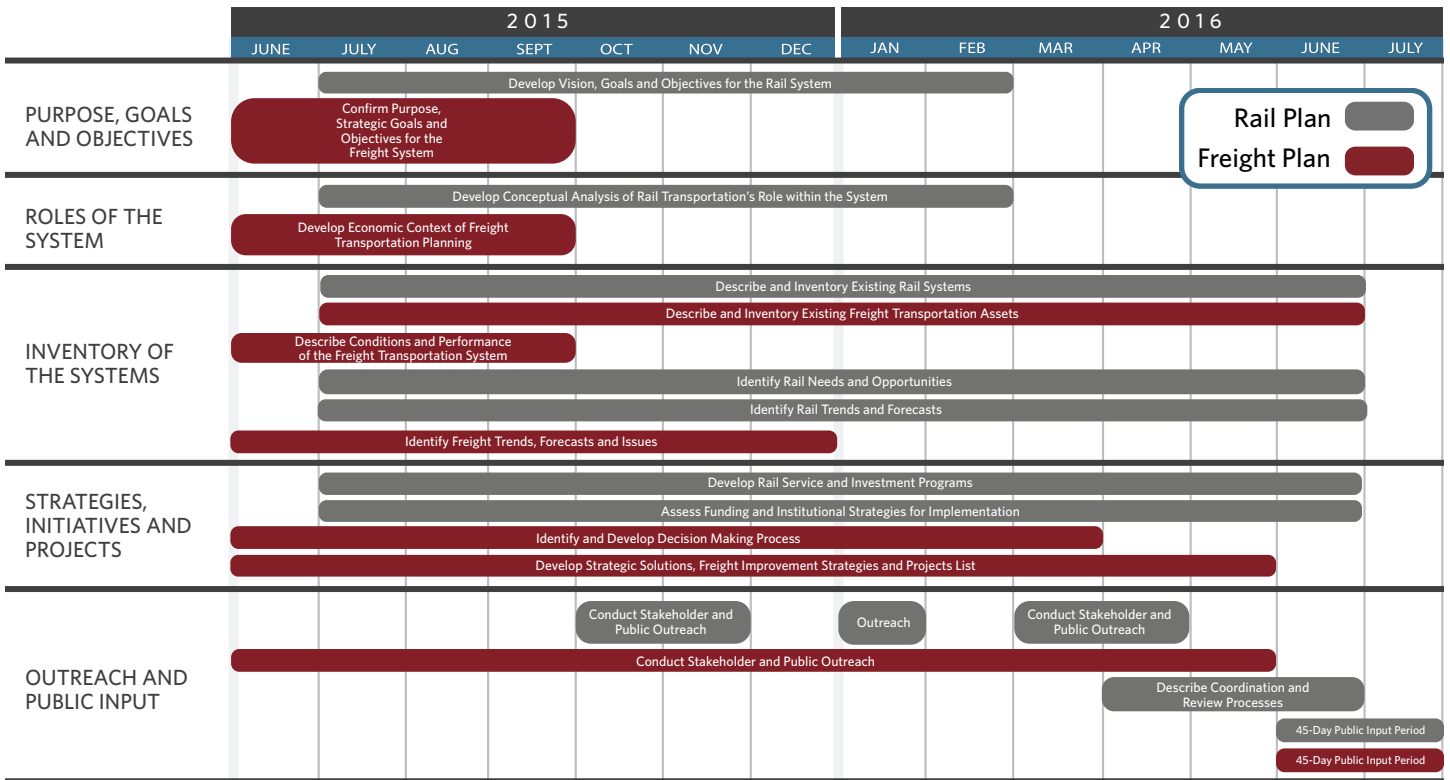 2015
2016
JUNE JULY AUG SEPT OCT NOV DEC JAN FEB MAR APR MAY JUNE JULY
Rail Plan
Freight Plan
PURPOSE, GOALS
AND OBJECTIVES
Develop Vision, Goals and Objectives for the Rail System
Confirm Purpose,
Strategic Goals and
Objectives for the
Freight System
ROLES OF THE
SYSTEM
Develop Conceptual Analysis of Rail Transportation's Role within the System
Develop Economic Context of Freight
Transportation Planning
INVENTORY OF
THE SYSTEMS
Describe and Inventory Existing Rail Systems
Describe and Inventory Existing Freight Transportation Assets
Describe Conditions and Performance
of the Freight Transportation System
Identify Rail Needs and Opportunities
Identify Rail Trends and Forecasts
Identify Freight Trends, Forecasts and Issues
STRATEGIES,
INITIATIVES AND
PROJECTS
Develop Rail Service and Investment Programs
Assess Funding and Institutional Strategies for Implementation
Identify and Develop Decision Making Process
Develop Strategic Solutions, Freight Improvement Strategies and Projects List
OUTREACH AND
PUBLIC INPUT
Conduct Stakeholder and
Public Outreach
Outreach
Conduct Stakeholder and
Public Outreach
Conduct Stakeholder and Public Outreach
Describe Coordination and
Review Processes
45-Day Public Input Period
45-Day Public Input Period